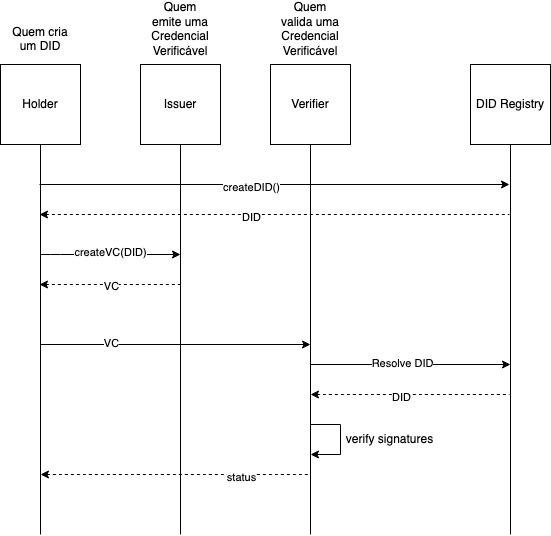 Quem cria
um DID
Quem
emite uma
Credencial
Verificável
Quem
valida uma
Credencial
Verificável
Holder
Issuer
Verifier
DID Registry
createDID()
DID
createVC(DID)
VC
VC
Resolve DID
DID
verify signatures
status